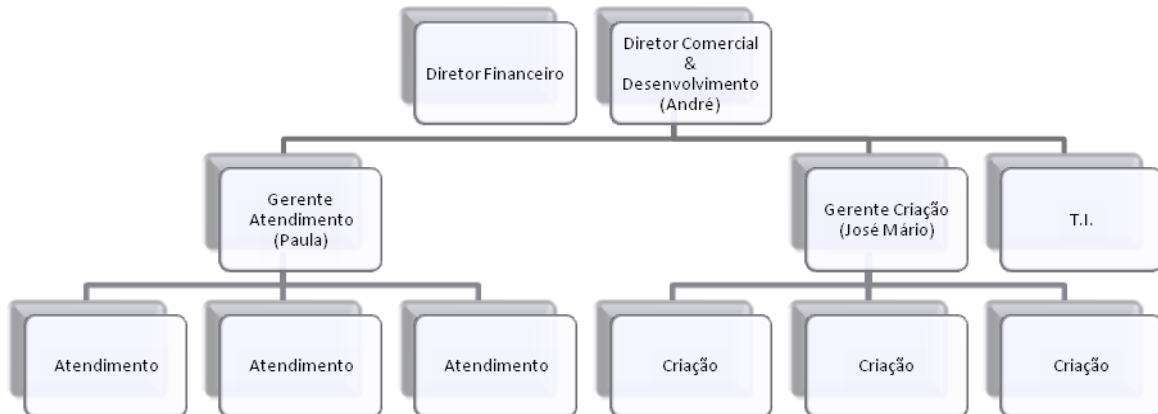 Diretor Financeiro
Diretor Comercial
&
Desenvolvimento
(André)
Gerente
Atendimento
(Paula)
Gerente Criação
(José Mário)
T.I.
Atendimento
Atendimento
Atendimento
Criação
Criação
Criação